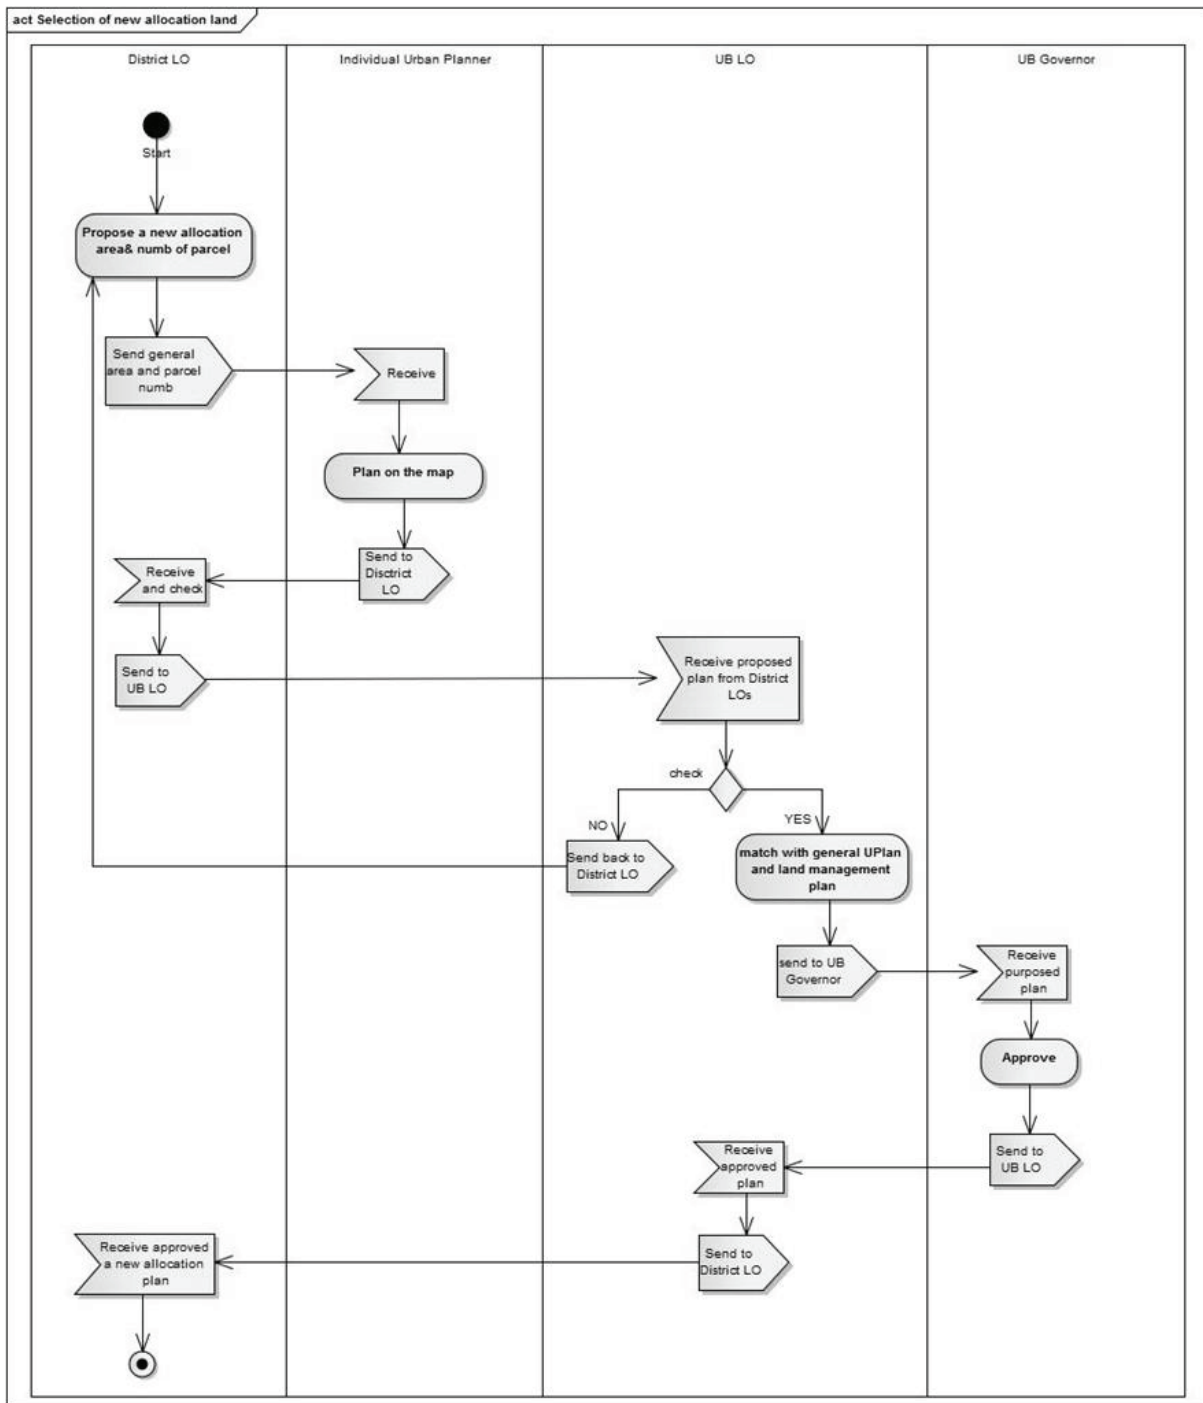 act Selection of new allocation land
District LO
Individual Urban Planner
UB LO
UB Governor
Start
Propose a new allocation
area& numb of parcel
Send general
area and parcel
numb
Receive
Plan on the map
Send to
Disctrict
LO
Receive
and check
Send to
UB LO
Receive proposed
plan from District
LOs
check
NO
YES
Send back to
District LO
match with general UPlan
and land management
plan
send to UB
Governor
Receive
purposed
plan
Approve
Send to
UB LO
Receive
approved
plan
Send to
District LO
Receive approved
a new allocation
plan